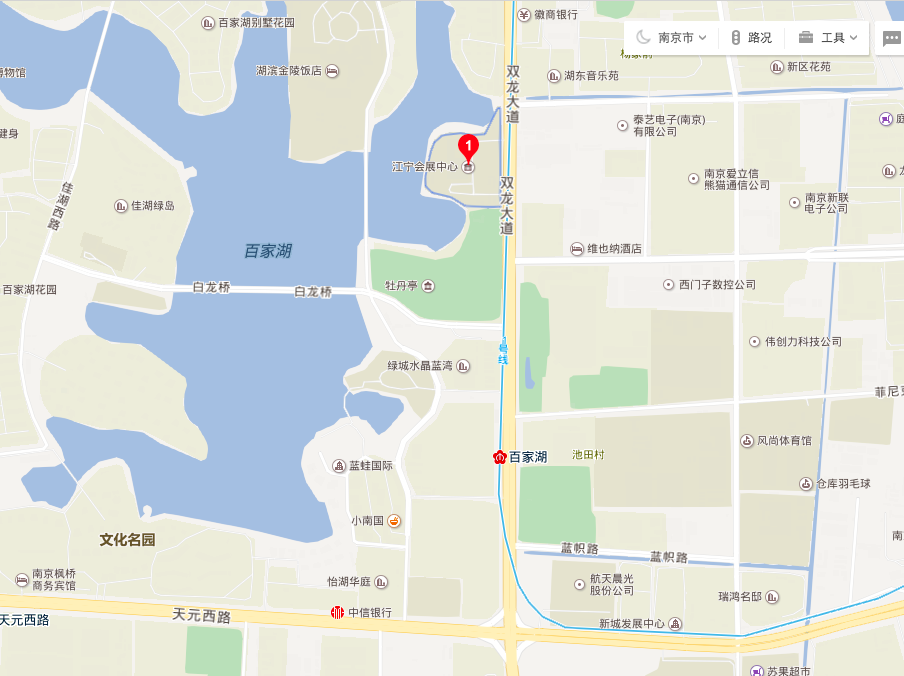 徽商银行
百家湖别墅花园
南京市
路况
工具
湖滨金陵饭店
博物馆
湖东音乐苑
新区花苑
双龙大道
泰艺电子(南京)
有限公司
健身
1
江宁会展中心
南京爱立信
熊猫通信公司
南京新联
电子公司
佳湖西路
佳湖绿岛
双龙大道
百家湖
维也纳酒店
百家湖花园
白龙桥
白龙桥
牡丹亭
西门子数控公司
号线
伟创力科技公司
绿城水晶蓝湾
菲尼
风尚体育馆
百家湖
池田村
蓝蛙国际
仓库羽毛球
小南国
文化名园
南
蓝帜路
蓝帜路
南京枫桥
商务宾馆
怡湖华庭
航天晨光
股份公司
瑞鸿名邸
天元西路
天元西路
中信银行
新城发展中心
苏果超市